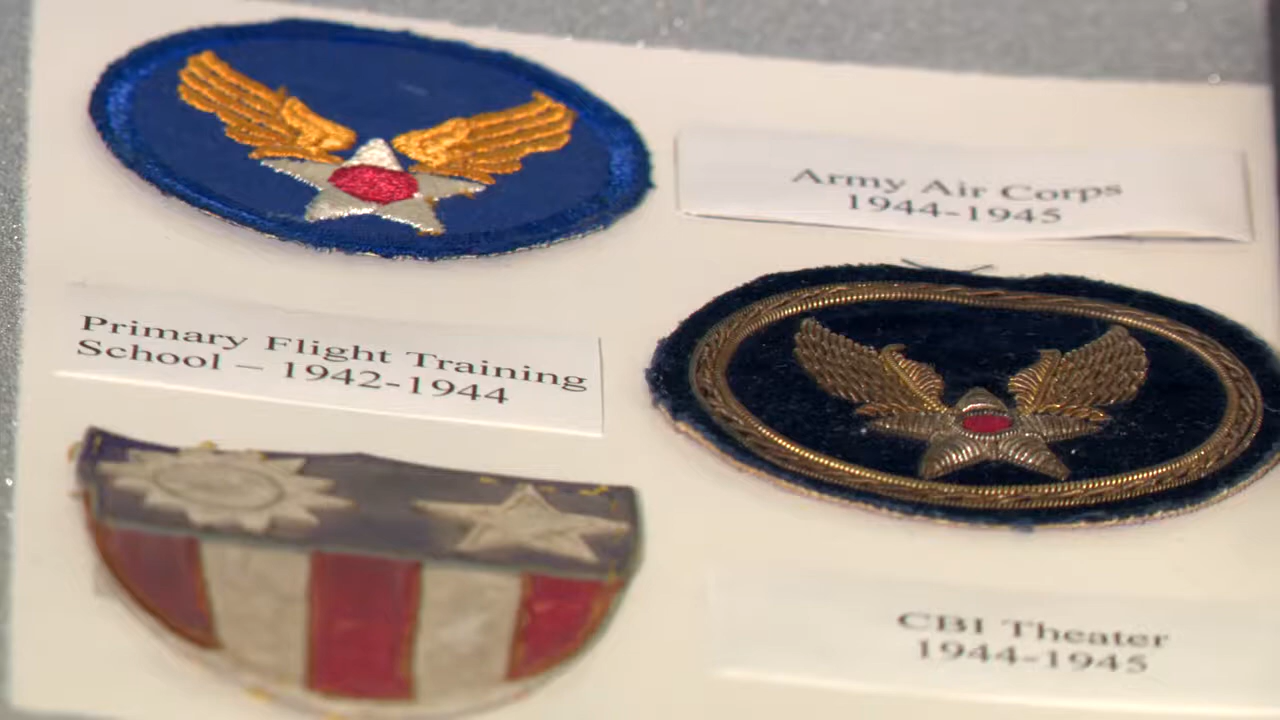 Army Air Corps
1944-1945
Primary Flight Training
School – 1942-1944
CBI Theater
1944-1945